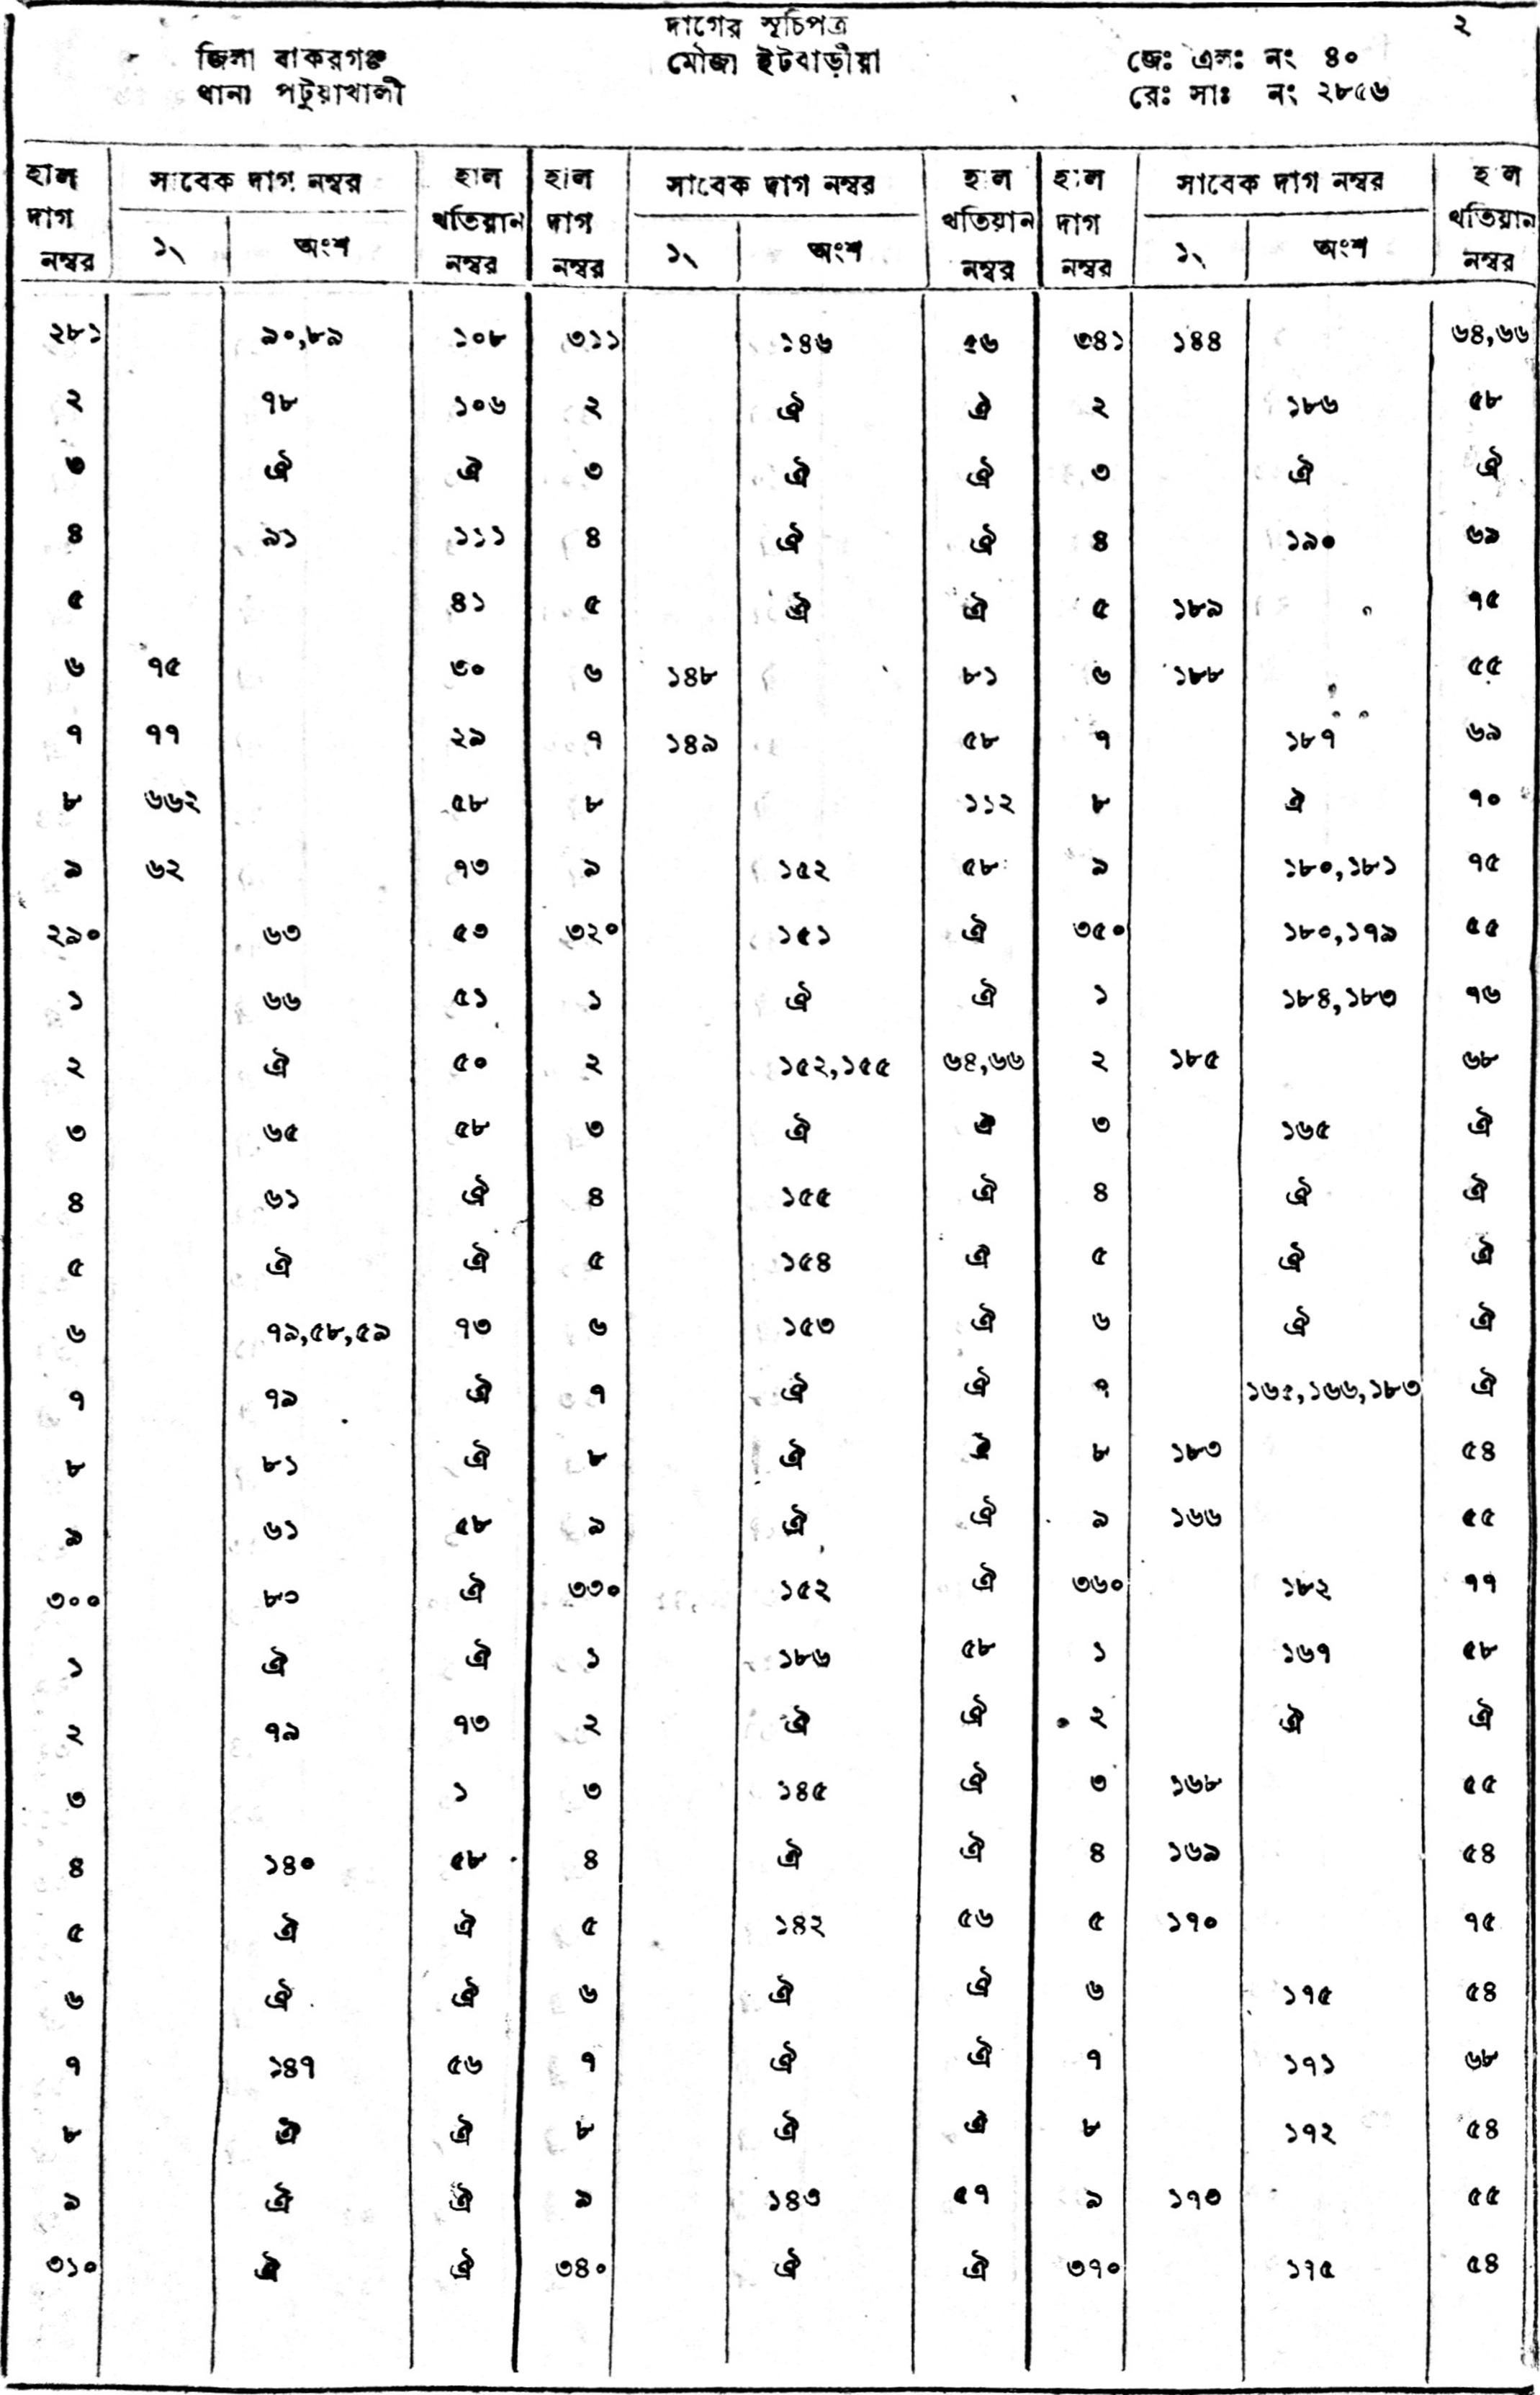 দাগের সূচিপত্র ২
জিলা বাকরগঞ্জ মৌজা ইটবাড়ীয়া জেঃ এলঃ নং ৪০
থানা পটুয়াখালী রেঃ সাঃ নং ২৮৫৬
হাল সাবেক দাগ নম্বর হাল হাল সাবেক দাগ নম্বর হাল হাল সাবেক দাগ নম্বর হাল
দাগ খতিয়ান দাগ খতিয়ান দাগ খতিয়ান
নম্বর ১৲ অংশ নম্বর নম্বর ১৲ অংশ নম্বর নম্বর ১৲ অংশ নম্বর
২৮১ ৯০,৮৯ ১০৮ ৩১১ ১৪৬ ৫৬ ৩৪১ ১৪৪ ৬৪,৬৬
২ ৭৮ ১০৬ ২ ঐ ঐ ২ ১৮৬ ৫৮
৩ ঐ ঐ ৩ ঐ ঐ ৩ ঐ ঐ
৪ ৯১ ১১১ ৪ ঐ ঐ ৪ ১৯০ ৬৯
৫ ৪১ ৫ ঐ ঐ ৫ ১৮৯ ৭৫
৬ ৭৫ ৩০ ৬ ১৪৮ ৮১ ৬ ১৮৮ ৫৫
৭ ৭৭ ২৯ ৭ ১৪৯ ৫৮ ৭ ১৮৭ ৬৯
৮ ৬৬২ ৫৮ ৮ ১১২ ৮ ঐ ৭০
৯ ৬২ ৭৩ ৯ ১৫২ ৫৮ ৯ ১৮০,১৮১ ৭৫
২৯০ ৬৩ ৫৩ ৩২০ ১৫১ ঐ ৩৫০ ১৮০,১৭৯ ৫৫
১ ৬৬ ৫১ ১ ঐ ঐ ১ ১৮৪,১৮৩ ৭৬
২ ঐ ৫০ ২ ১৫২,১৫৫ ৬৪,৬৬ ২ ১৮৫ ৬৮
৩ ৬৫ ৫৮ ৩ ঐ ঐ ৩ ১৬৫ ঐ
৪ ৬১ ঐ ৪ ১৫৫ ঐ ৪ ঐ ঐ
৫ ঐ ঐ ৫ ১৫৪ ঐ ৫ ঐ ঐ
৬ ৭৯,৫৮,৫৯ ৭৩ ৬ ১৫৩ ঐ ৬ ঐ ঐ
৭ ৭৯ ঐ ৭ ঐ ঐ ৭ ১৬৫,১৬৬,১৮৩ ঐ
৮ ৮১ ঐ ৮ ঐ ঐ ৮ ১৮৩ ৫৪
৯ ৬১ ৫৮ ৯ ঐ ঐ ৯ ১৬৬ ৫৫
৩০০ ৮০ ঐ ৩৩০ ১৫২ ঐ ৩৬০ ১৮২ ৭৭
১ ঐ ঐ ১ ১৮৬ ৫৮ ১ ১৬৭ ৫৮
২ ৭৯ ৭৩ ২ ঐ ঐ ২ ঐ ঐ
৩ ১ ৩ ১৪৫ ঐ ৩ ১৬৮ ৫৫
৪ ১৪০ ৫৮ ৪ ঐ ঐ ৪ ১৬৯ ৫৪
৫ ঐ ঐ ৫ ১৪২ ৫৬ ৫ ১৭০ ৭৫
৬ ঐ ঐ ৬ ঐ ঐ ৬ ১৭৫ ৫৪
৭ ১৪৭ ৫৬ ৭ ঐ ঐ ৭ ১৭১ ৬৮
৮ ঐ ঐ ৮ ঐ ঐ ৮ ১৭২ ৫৪
৯ ঐ ঐ ৯ ১৪৩ ৫৭ ৯ ১৭৩ ৫৫
৩১০ ঐ ঐ ৩৪০ ঐ ঐ ৩৭০ ১৭৫ ৫৪